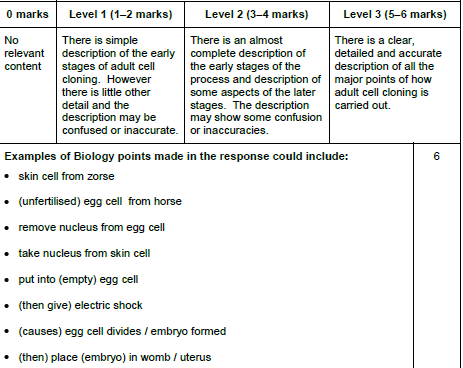 0 marks Level 1 (1–2 marks) Level 2 (3–4 marks) Level 3 (5–6 marks)
No
relevant
content
There is simple
description of the early
stages of adult cell
cloning.  However
there is little other
detail and the
description may be
confused or inaccurate.
There is an almost
complete description of
the early stages of the
process and description of
some aspects of the later
stages.  The description
may show some confusion
or inaccuracies.
There is a clear,
detailed and accurate
description of all the
major points of how
adult cell cloning is
carried out.
Examples of Biology points made in the response could include: 6
• skin cell from zorse
• (unfertilised) egg cell  from horse
• remove nucleus from egg cell
• take nucleus from skin cell
• put into (empty) egg cell
• (then give) electric shock
• (causes) egg cell divides / embryo formed
• (then) place (embryo) in womb / uterus